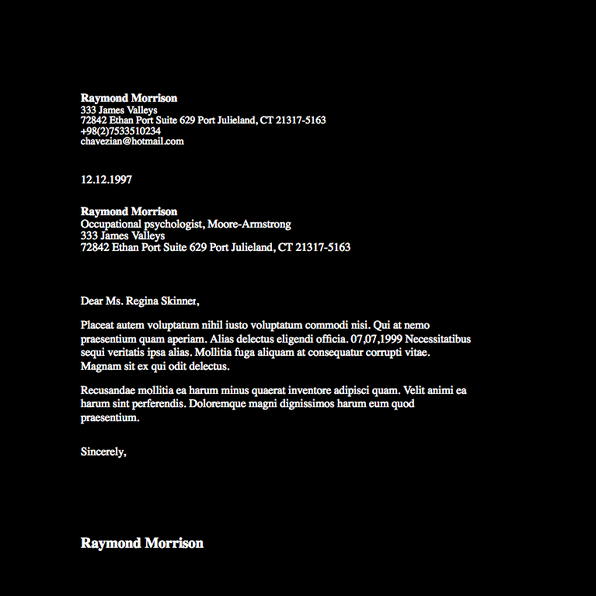 Raymond Morrison
333 James Valleys
72842 Ethan Port Suite 629 Port Julieland, CT 21317-5163
+98(2)7533510234
chavezian@hotmail.com
12.12.1997
Raymond Morrison
Occupational psychologist, Moore-Armstrong
333 James Valleys
72842 Ethan Port Suite 629 Port Julieland, CT 21317-5163
Dear Ms. Regina Skinner,
Placeat autem voluptatum nihil iusto voluptatum commodi nisi. Qui at nemo
praesentium quam aperiam. Alias delectus eligendi officia. 07,07,1999 Necessitatibus
sequi veritatis ipsa alias. Mollitia fuga aliquam at consequatur corrupti vitae.
Magnam sit ex qui odit delectus.
Recusandae mollitia ea harum minus quaerat inventore adipisci quam. Velit animi ea
harum sint perferendis. Doloremque magni dignissimos harum eum quod
praesentium.
Sincerely,
Raymond Morrison